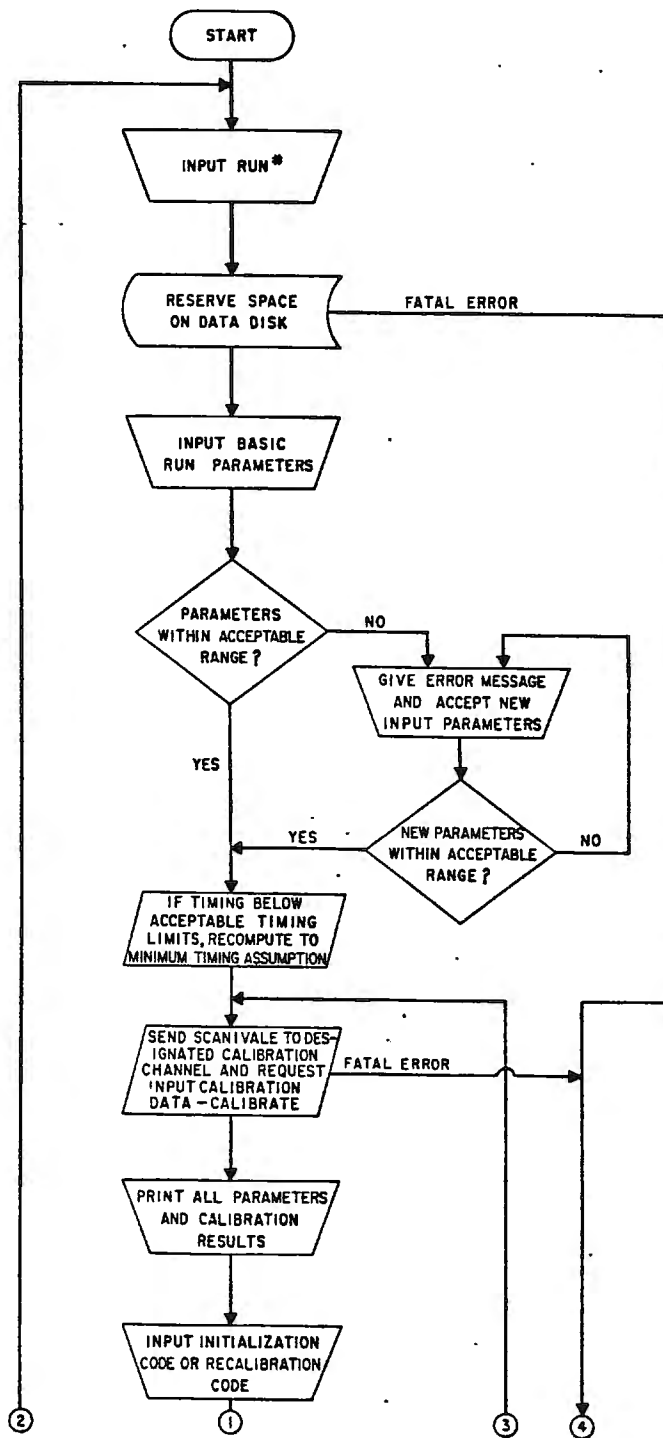 START
INPUT RUN#
RESERVE SPACE
ON DATA DISK
FATAL ERROR
INPUT BASIC
RUN PARAMETERS
PARAMETERS
WITHIN ACCEPTABLE
RANGE?
NO
GIVE ERROR MESSAGE
AND ACCEPT NEW
INPUT PARAMETERS
YES
YES
NEW PARAMETERS
WITHIN ACCEPTABLE
RANGE?
NO
IF TIMING BELOW
ACCEPTABLE TIMING
LIMITS, RECOMPUTE TO
MINIMUM TIMING ASSUMPTION
SEND SCANIVALE TO DES-
IGNATED CALIBRATION
CHANNEL AND REQUEST
INPUT CALIBRATION
DATA - CALIBRATE
FATAL ERROR
PRINT ALL PARAMETERS
AND CALIBRATION
RESULTS
INPUT INITIALIZATION
CODE OR RECALIBRATION
CODE
2
1
3
4